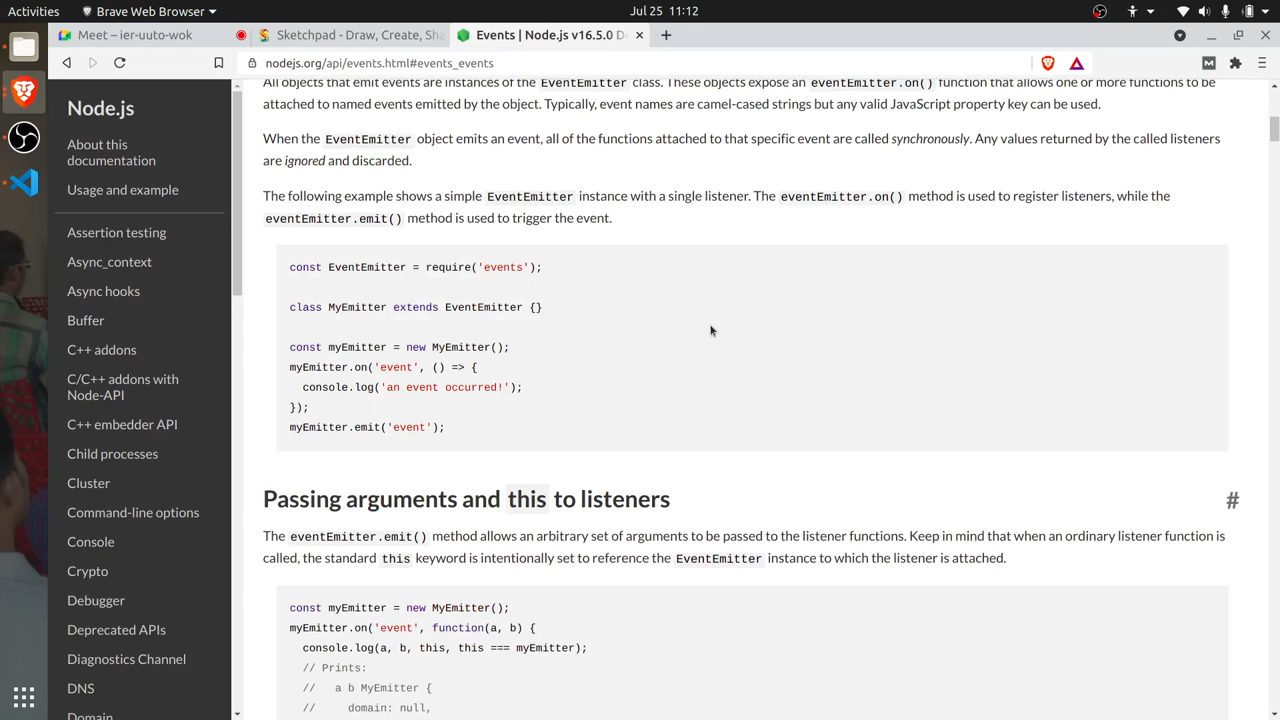 Activities
Brave Web Browser
Jul 25 11:12
Meet – ier-uuto-wok
Sketchpad - Draw, Create, Sha
Events | Node.js v16.5.0 D
nodejs.org/api/events.html#events_events
Node.js
About this
documentation
Usage and example
Assertion testing
Async_context
Async hooks
Buffer
C++ addons
C/C++ addons with
Node-API
C++ embedder API
Child processes
Cluster
Command-line options
Console
Crypto
Debugger
Deprecated APIs
Diagnostics Channel
DNS
Domain
All objects that emit events are instances of the EventEmitter class. These objects expose an eventEmitter.on() function that allows one or more functions to be
attached to named events emitted by the object. Typically, event names are camel-cased strings but any valid JavaScript property key can be used.
When the EventEmitter object emits an event, all of the functions attached to that specific event are called synchronously. Any values returned by the called listeners
are ignored and discarded.
The following example shows a simple EventEmitter instance with a single listener. The eventEmitter.on() method is used to register listeners, while the
eventEmitter.emit() method is used to trigger the event.
const EventEmitter = require('events');
class MyEmitter extends EventEmitter {}
const myEmitter = new MyEmitter();
myEmitter.on('event', () => {
console.log('an event occurred!');
});
myEmitter.emit('event');
Passing arguments and this to listeners
#
The eventEmitter.emit() method allows an arbitrary set of arguments to be passed to the listener functions. Keep in mind that when an ordinary listener function is
called, the standard this keyword is intentionally set to reference the EventEmitter instance to which the listener is attached.
const myEmitter = new MyEmitter();
myEmitter.on('event', function(a, b) {
console.log(a, b, this, this === myEmitter);
// Prints:
// a b MyEmitter {
// domain: null,